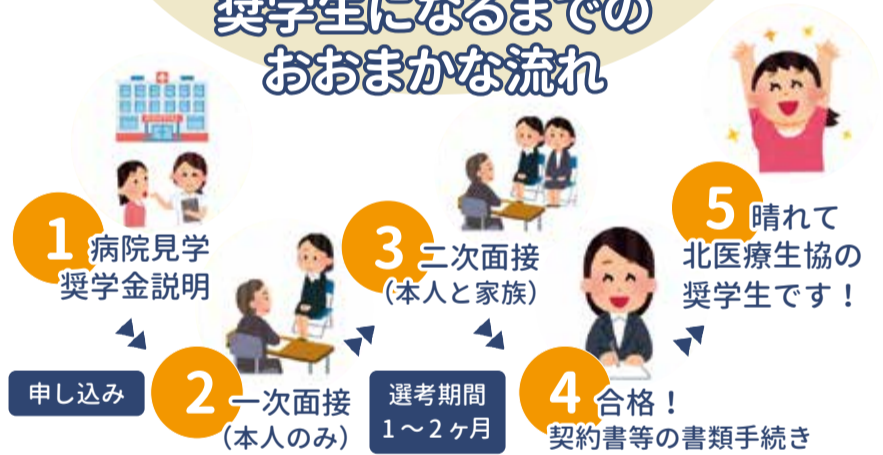 奨学生になるまでの
おおまかな流れ
1 病院見学
奨学金説明
申し込み
2 一次面接
（本人のみ）
3 二次面接
（本人と家族）
選考期間
1～2ヶ月
4 合格！
契約書等の書類手続き
5 晴れて
北医療生協の
奨学生です！